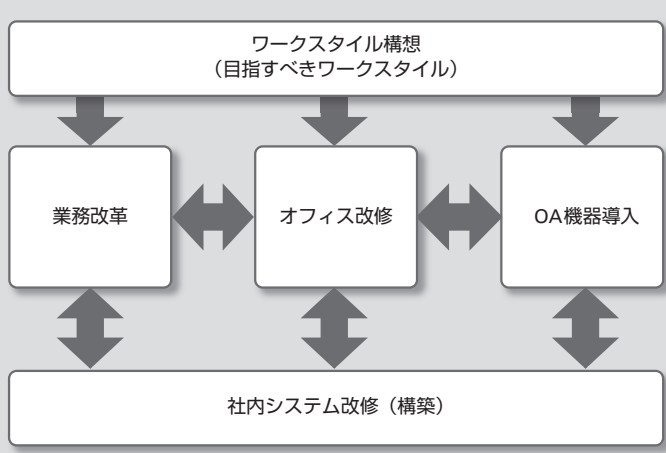 ワークスタイル構想
（目指すべきワークスタイル）
業務改革
オフィス改修
OA機器導入
社内システム改修（構築）